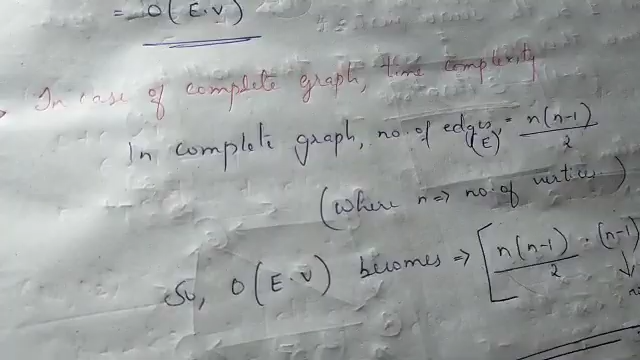 = O(E.V)
In case of complete graph, time complexity
In complete graph, no. of edges = n(n-1)/2
(E)
(where n => no. of vertices)
So, O(E.V) becomes => [n(n-1)/2 . (n-1)
↓